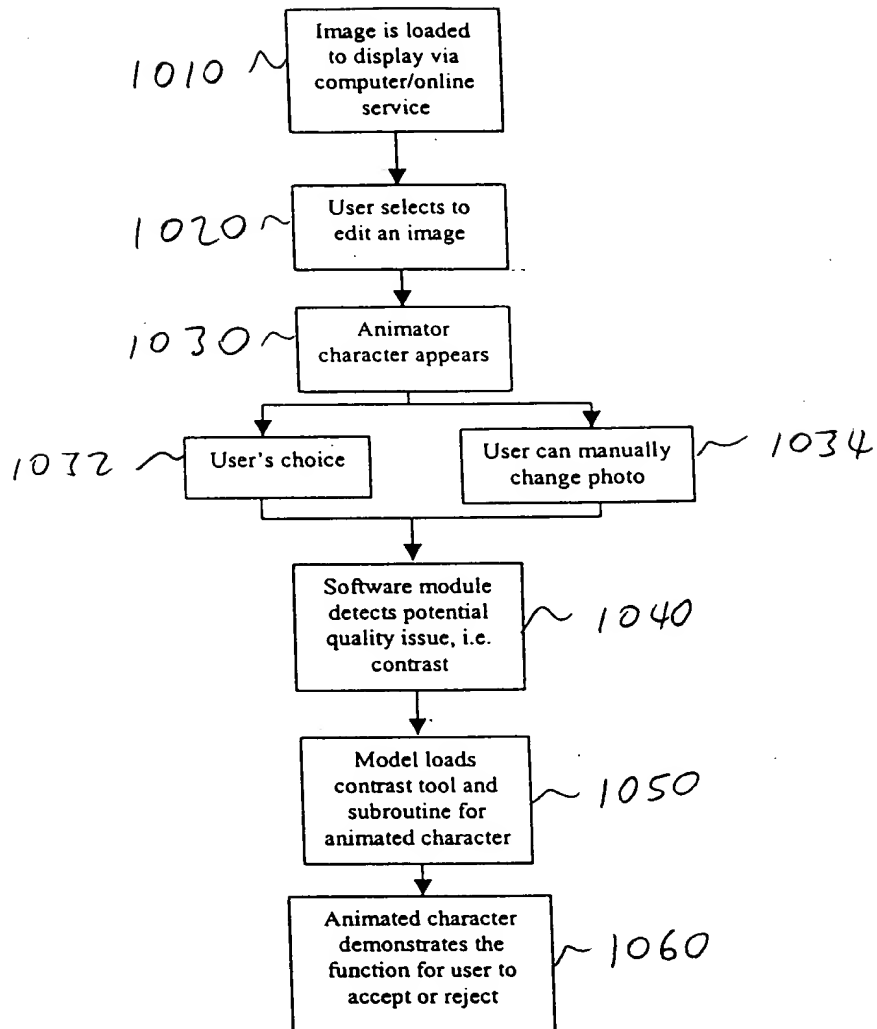 Image is loaded
to display via
computer/online
service
1010
User selects to
edit an image
1020
Animator
character appears
1030
User's choice
1032
User can manually
change photo
1034
Software module
detects potential
quality issue, i.e.
contrast
1040
Model loads
contrast tool and
subroutine for
animated character
1050
Animated character
demonstrates the
function for user to
accept or reject
1060